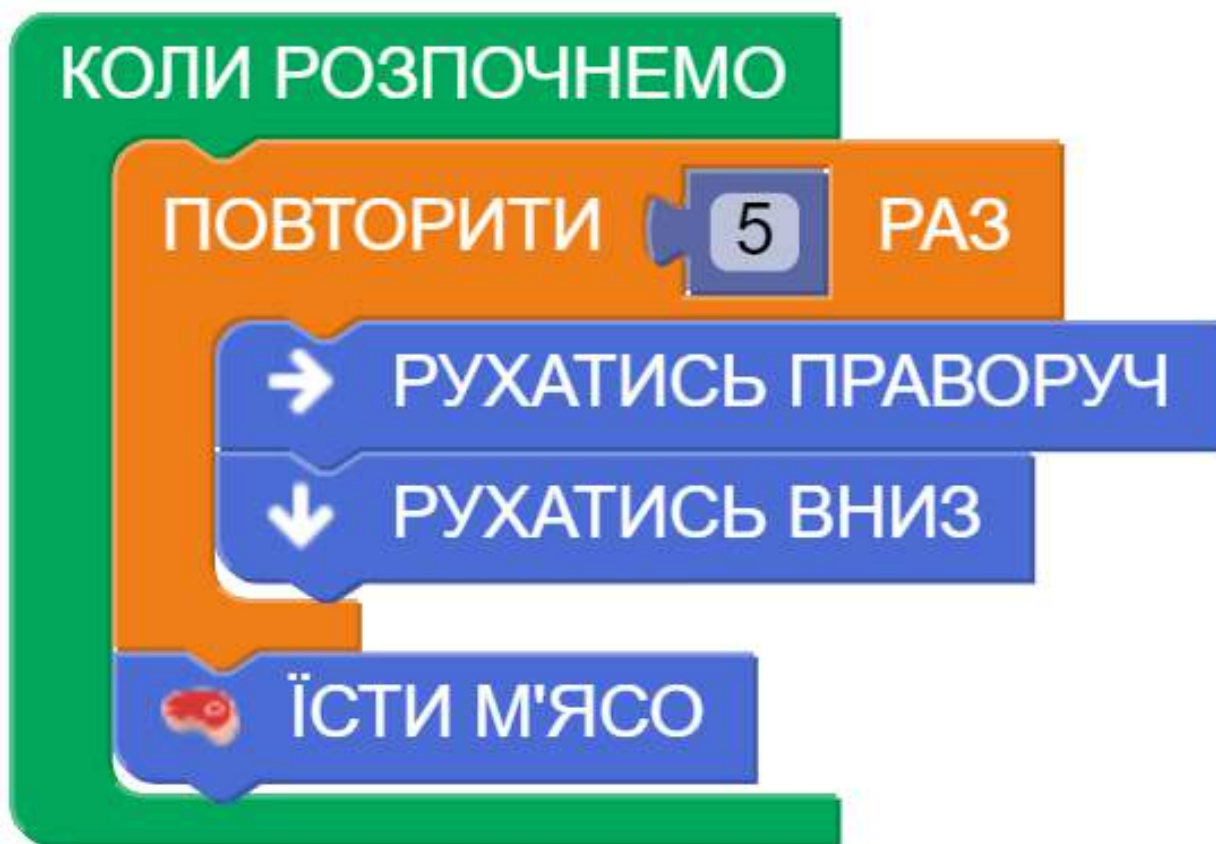 КОЛИ РОЗПОЧНЕМО
ПОВТОРИТИ 5 РАЗ
РУХАТИСЬ ПРАВОРУЧ
РУХАТИСЬ ВНИЗ
ЇСТИ М'ЯСО